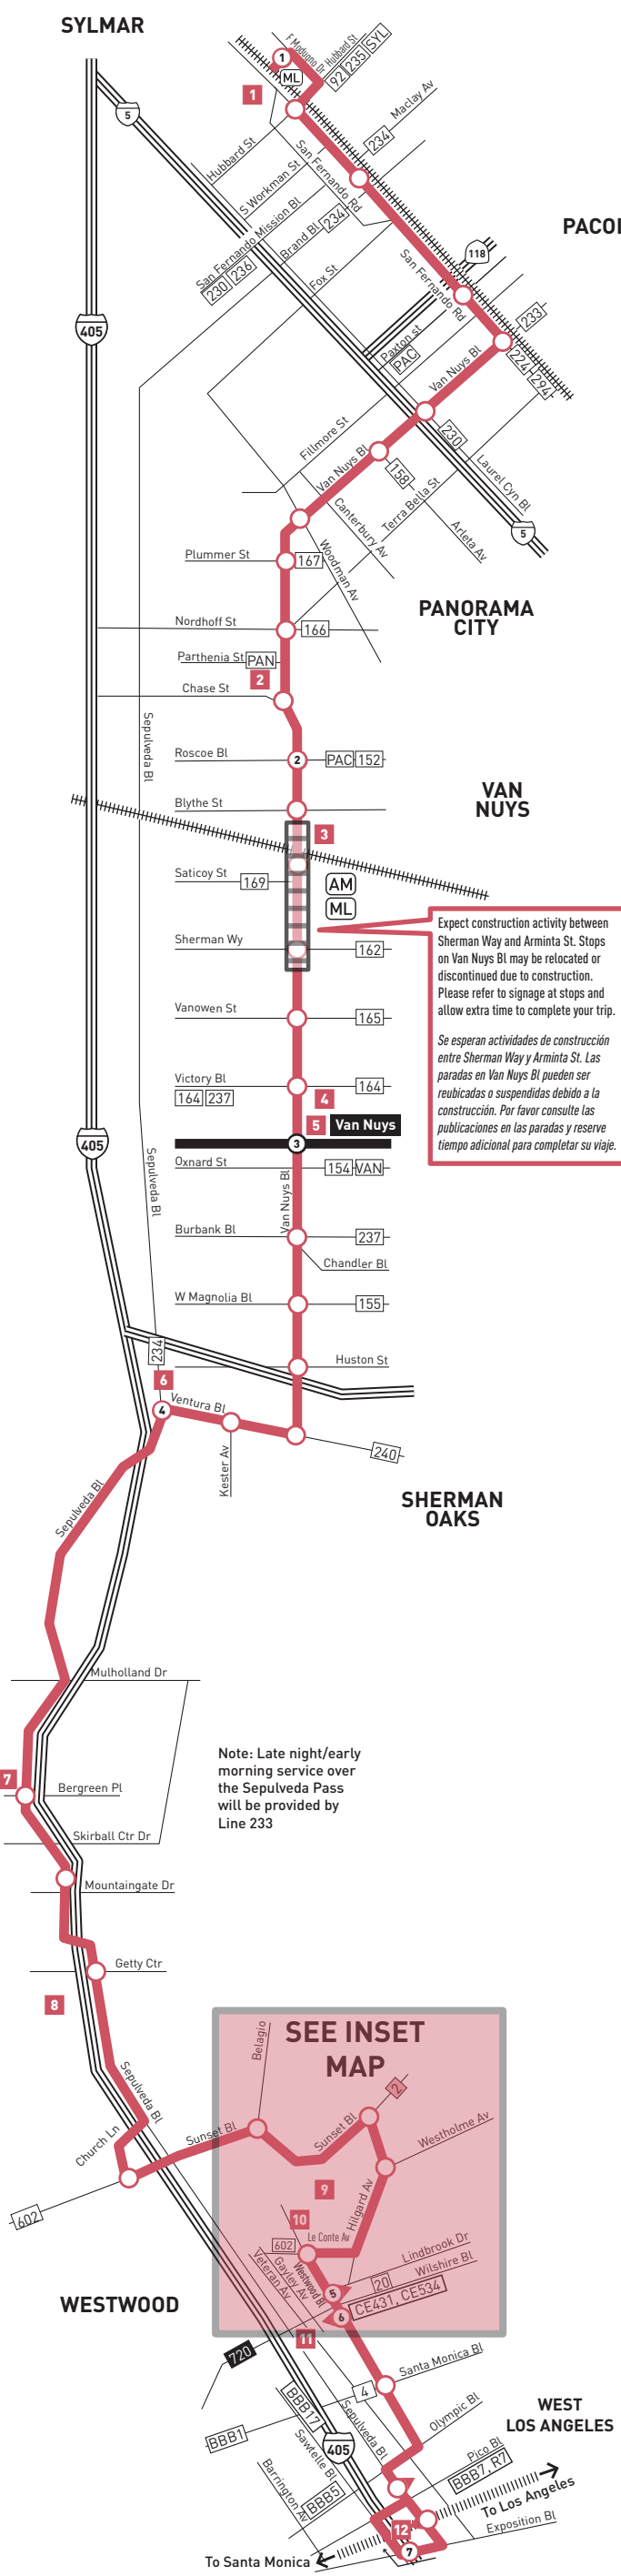 SYLMAR
1
F Moduono Dr
Hubbard St
92 235 SYL
ML
1
5
Maclay Av
234
Hubbard St
S Workman St
San Fernando Rd
San Fernando Mission Bl
230 236
Brand Bl
234
Fox St
118
San Fernando Rd
405
Paxton st
PAC
233
224
294
Van Nuys Bl
Fillmore St
230
Laurel Cyn Bl
Van Nuys Bl
158
Terra Bella St
Arleta Av
5
Canterbury Av
Woodman Av
Plummer St
167
PANORAMA
CITY
Nordhoff St
166
Parthenia St
PAN
2
Chase St
Sepulveda Bl
Roscoe Bl
2
PAC 152
VAN
NUYS
Blythe St
3
Saticoy St
169
AM
ML
Sherman Wy
162
Expect construction activity between
Sherman Way and Arminta St. Stops
on Van Nuys Bl may be relocated or
discontinued due to construction.
Please refer to signage at stops and
allow extra time to complete your trip.
Se esperan actividades de construcción
entre Sherman Way y Arminta St. Las
paradas en Van Nuys Bl pueden ser
reubicadas o suspendidas debido a la
construcción. Por favor consulte las
publicaciones en las paradas y reserve
tiempo adicional para completar su viaje.
Vanowen St
165
Victory Bl
164 237
164
4
5
Van Nuys
405
3
Oxnard St
154 VAN
Sepulveda Bl
Van Nuys Bl
Burbank Bl
237
Chandler Bl
W Magnolia Bl
155
234
Huston St
6
4
Ventura Bl
Kester Av
240
SHERMAN
OAKS
Sepulveda Bl
Mulholland Dr
Note: Late night/early
morning service over
the Sepulveda Pass
will be provided by
Line 233
7
Bergreen Pl
Skirball Ctr Dr
Mountaingate Dr
Getty Ctr
8
SEE INSET
MAP
Belagio
Sepulveda Bl
Church Ln
Sunset Bl
Sunset Bl
2
Westholme Av
602
9
Hilgard Av
10
Le Conte Av
602
Westwood Bl
Gayley Av
Veteran Av
Lindbrook Dr
Wilshire Bl
20
CE431, CE534
5
6
WESTWOOD
11
720
Santa Monica Bl
4
BBB1
BBB17
Sepulveda Bl
Olympic Bl
WEST
LOS ANGELES
405
Sawtelle Bl
BBB5
Barrington Av
Pico Bl
BBB7, R7
To Los Angeles
Exposition Bl
12
7
To Santa Monica